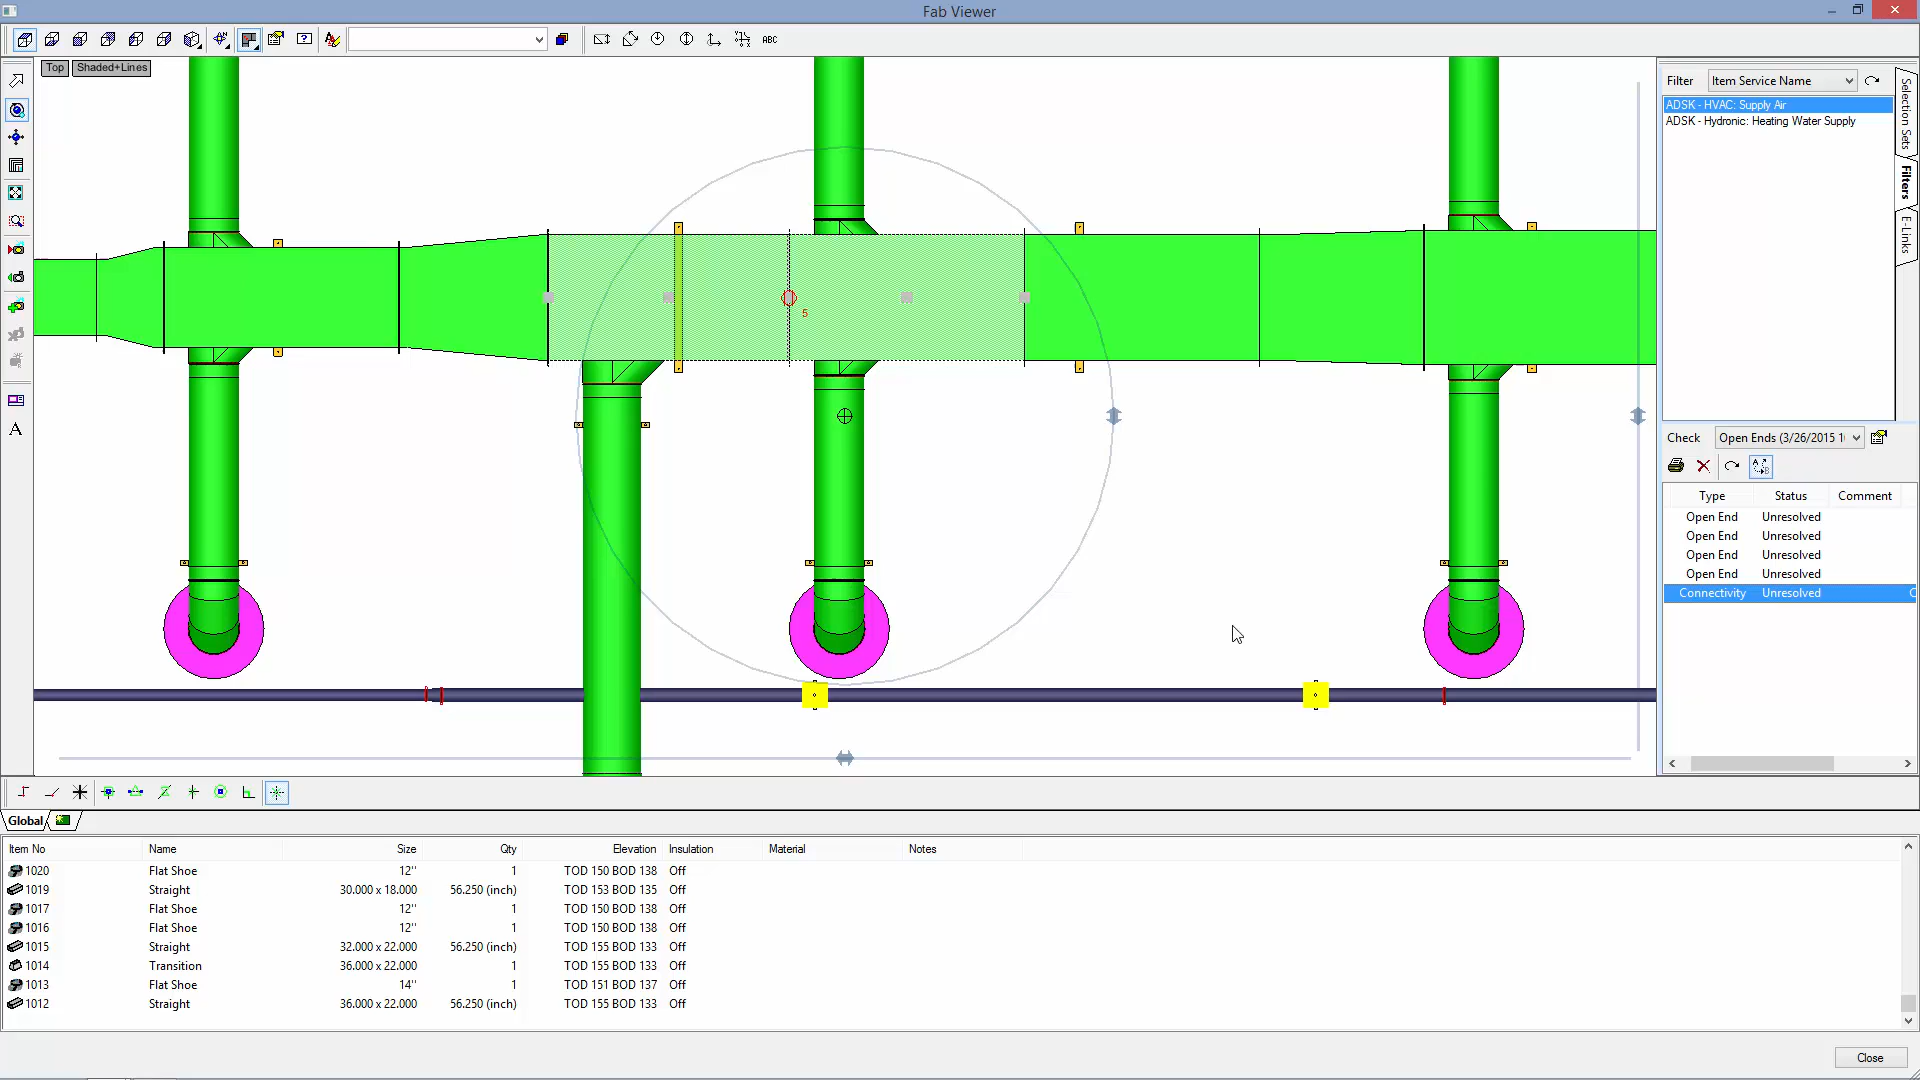 Fab Viewer
ABC
Top Shaded+Lines
5
A
Filter Item Service Name
ADSK - HVAC: Supply Air
ADSK - Hydronic: Heating Water Supply
Selection Sets
Filters
E-Links
Check Open Ends (3/26/2015 1
Type Status Comment
Open End Unresolved
Open End Unresolved
Open End Unresolved
Open End Unresolved
Connectivity Unresolved C
Global
Item No Name Size Qty Elevation Insulation Material Notes
1020 Flat Shoe 12'' 1 TOD 150 BOD 138 Off
1019 Straight 30.000 x 18.000 56.250 (inch) TOD 153 BOD 135 Off
1017 Flat Shoe 12'' 1 TOD 150 BOD 138 Off
1016 Flat Shoe 12'' 1 TOD 150 BOD 138 Off
1015 Straight 32.000 x 22.000 56.250 (inch) TOD 155 BOD 133 Off
1014 Transition 36.000 x 22.000 1 TOD 155 BOD 133 Off
1013 Flat Shoe 14'' 1 TOD 151 BOD 137 Off
1012 Straight 36.000 x 22.000 56.250 (inch) TOD 155 BOD 133 Off
Close